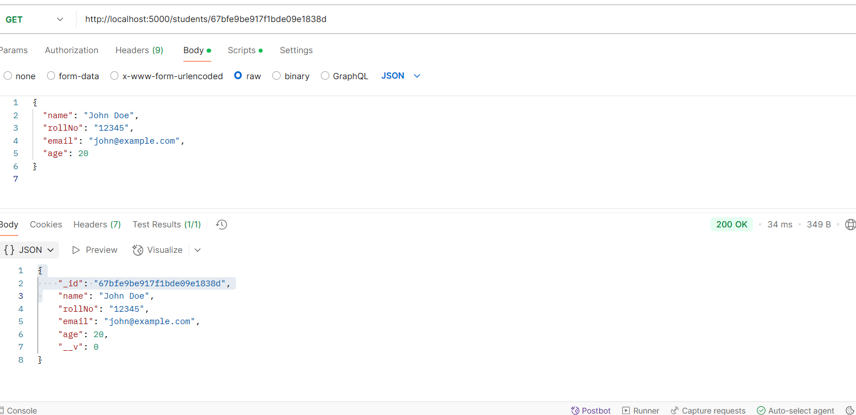 GET http://localhost:5000/students/67bfe9be917f1bde09e1838d
Params Authorization Headers (9) Body Scripts Settings
none form-data x-www-form-urlencoded raw binary GraphQL JSON
1 {
2 "name": "John Doe",
3 "rollNo": "12345",
4 "email": "john@example.com",
5 "age": 20
6 }
7
Body Cookies Headers (7) Test Results (1/1) 200 OK • 34 ms • 349 B •
{} JSON Preview Visualize
1 {
2 "_id": "67bfe9be917f1bde09e1838d",
3 "name": "John Doe",
4 "rollNo": "12345",
5 "email": "john@example.com",
6 "age": 20,
7 "__v": 0
8 }
Console Postbot Runner Capture requests Auto-select agent